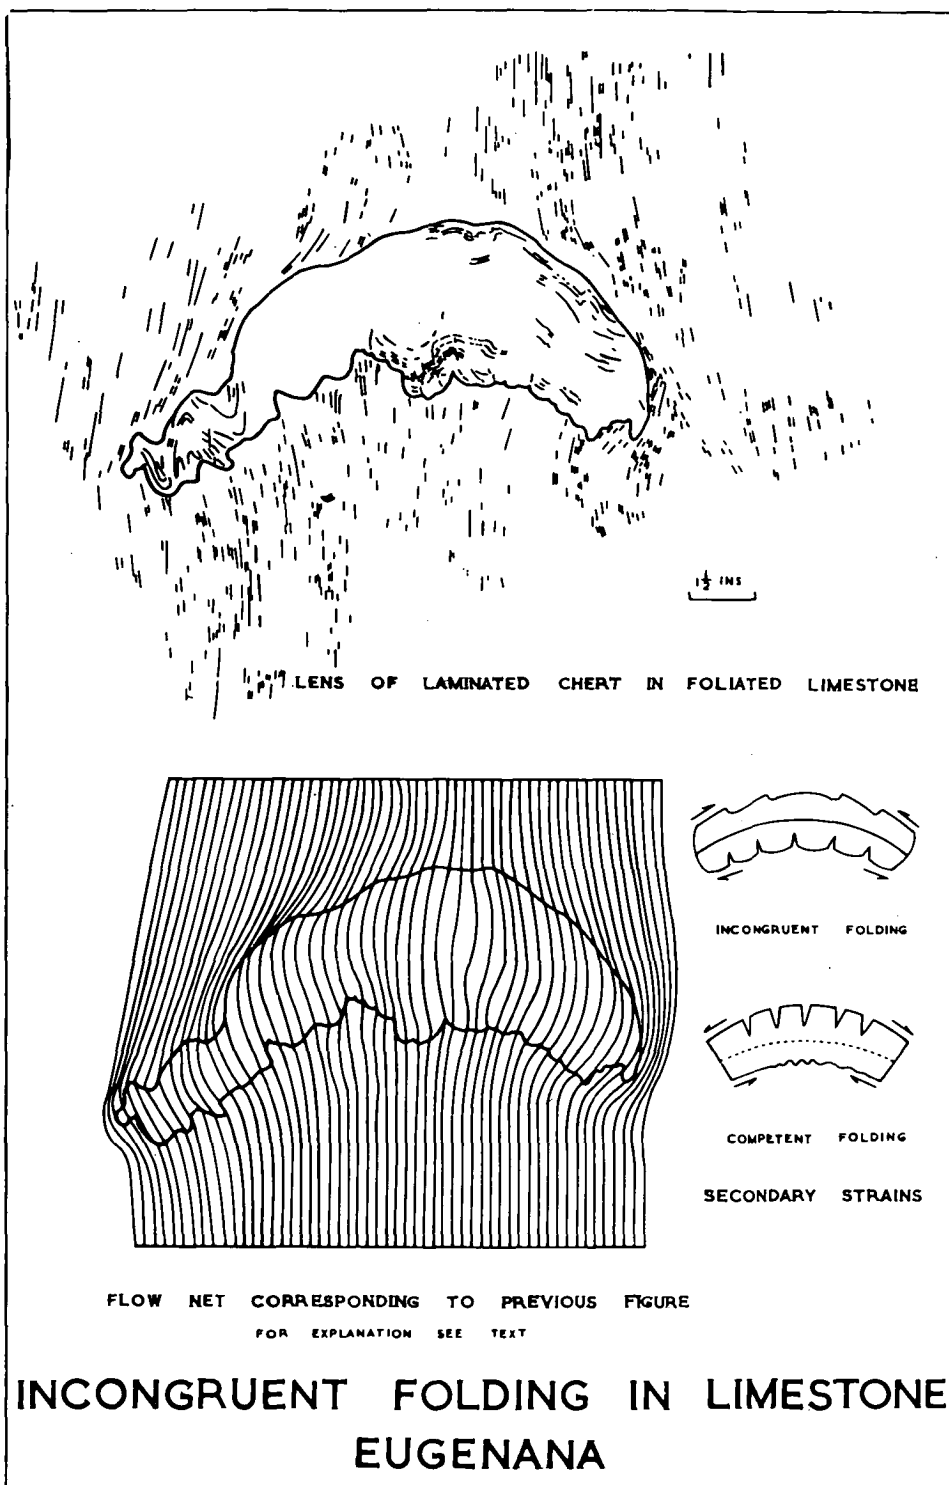 1½ INS
LENS OF LAMINATED CHERT IN FOLIATED LIMESTONE
INCONGRUENT FOLDING
COMPETENT FOLDING
SECONDARY STRAINS
FLOW NET CORRESPONDING TO PREVIOUS FIGURE
FOR EXPLANATION SEE TEXT
INCONGRUENT FOLDING IN LIMESTONE
EUGENANA